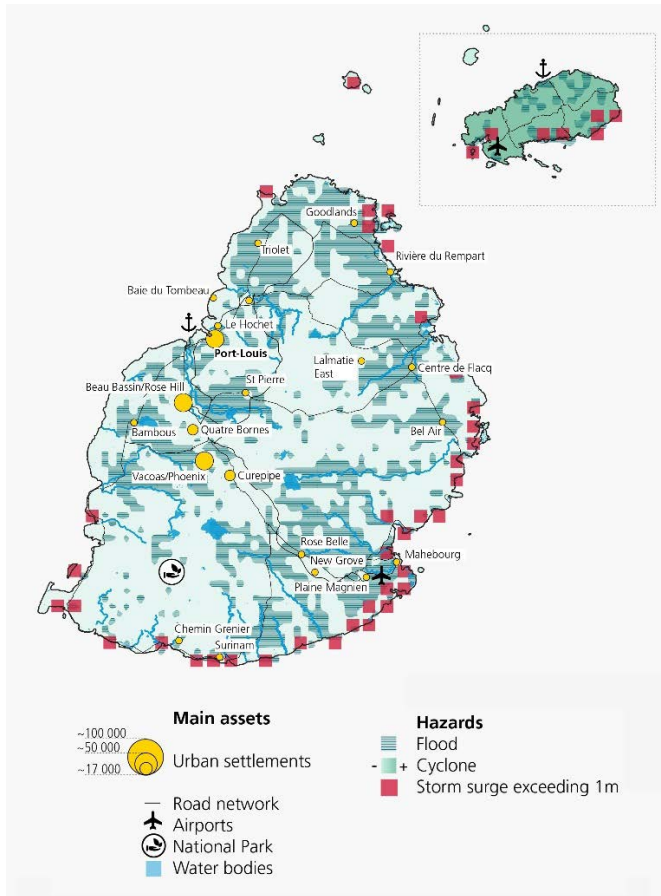 Goodlands
Triolet
Rivière du Rempart
Baie du Tombeau
Le Hochet
Port-Louis
Lalmatie
East
Centre de Flacq
Beau Bassin/Rose Hill
St Pierre
Bambous
Quatre Bornes
Bel Air
Vacoas/Phoenix
Curepipe
Rose Belle
New Grove
Mahebourg
Plaine Magnien
Chemin Grenier
Surinam
Main assets
~100 000
~50 000
~17 000
Urban settlements
Road network
Airports
National Park
Water bodies
Hazards
Flood
- + Cyclone
Storm surge exceeding 1m